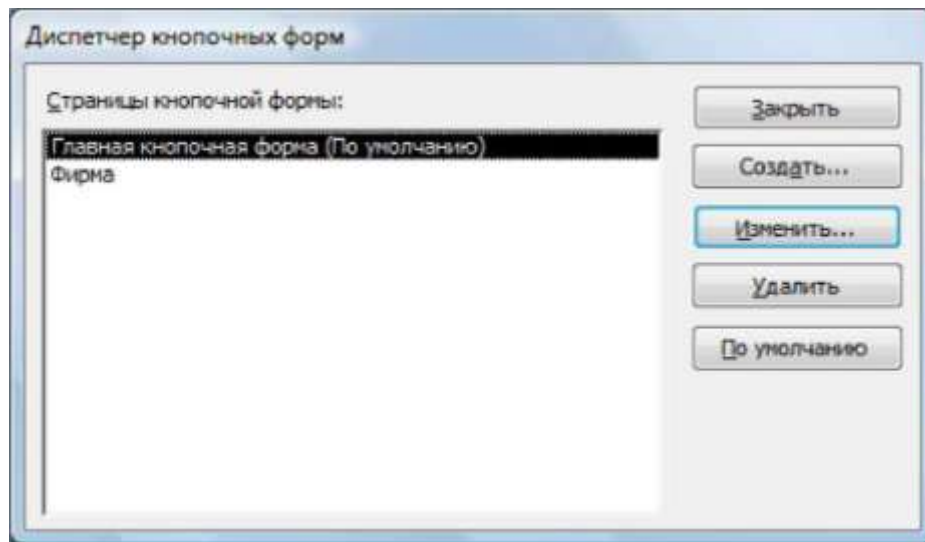 Диспетчер кнопочных форм
Страницы кнопочной формы:
Главная кнопочная форма (По умолчанию)
Фирма
Закрыть
Создать...
Изменить...
Удалить
По умолчанию